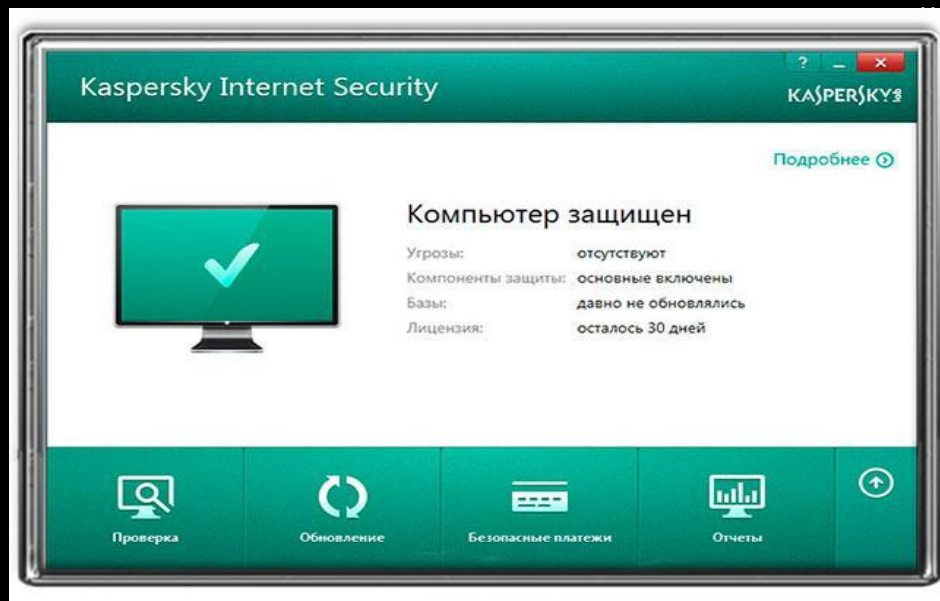 Kaspersky Internet Security
? _ ×
KASPERSKY lab
Подробнее
Компьютер защищен
Угрозы: отсутствуют
Компоненты защиты: основные включены
Базы: давно не обновлялись
Лицензия: осталось 30 дней
Проверка
Обновление
Безопасные платежи
Отчеты